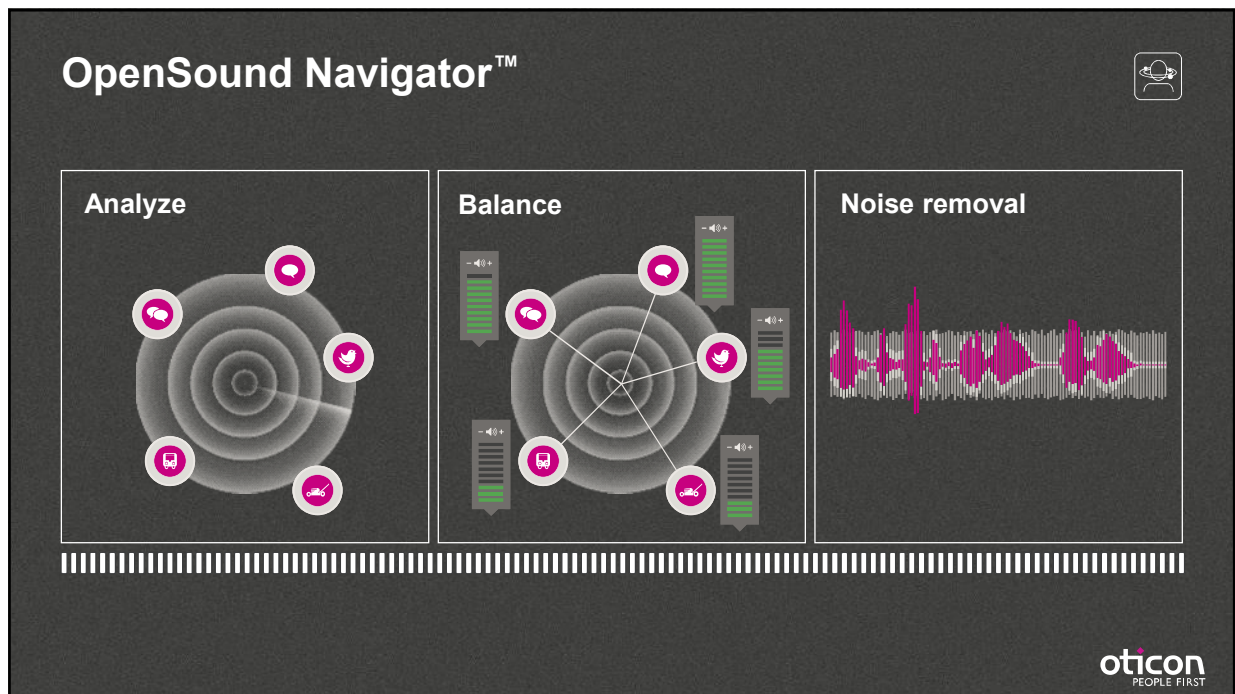 OpenSound Navigator™
Analyze
Balance
Noise removal
oticon
PEOPLE FIRST